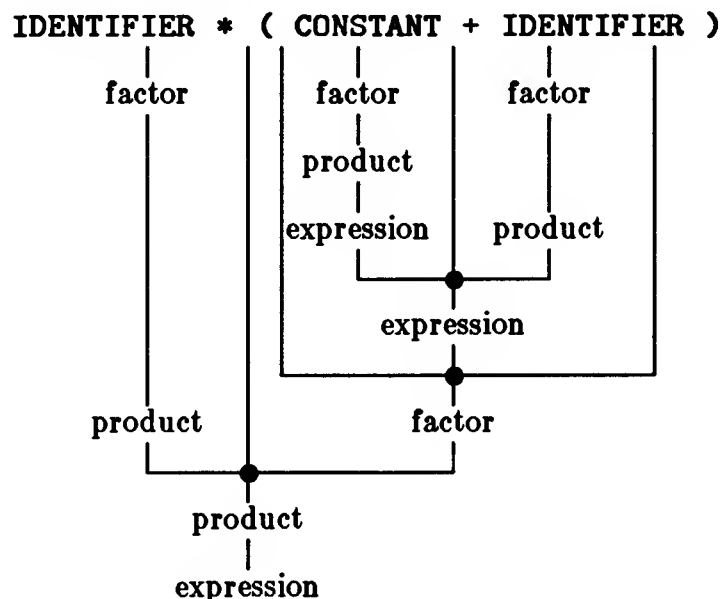 IDENTIFIER * ( CONSTANT + IDENTIFIER )
factor factor factor
product
expression product
expression
product factor
product
expression